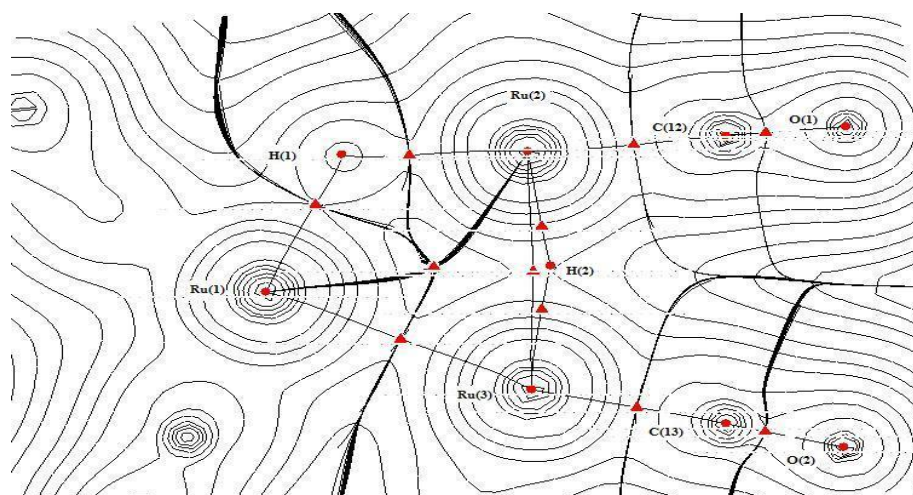 Ru(2)
C(12)
O(1)
H(1)
H(2)
Ru(1)
Ru(3)
C(13)
O(2)